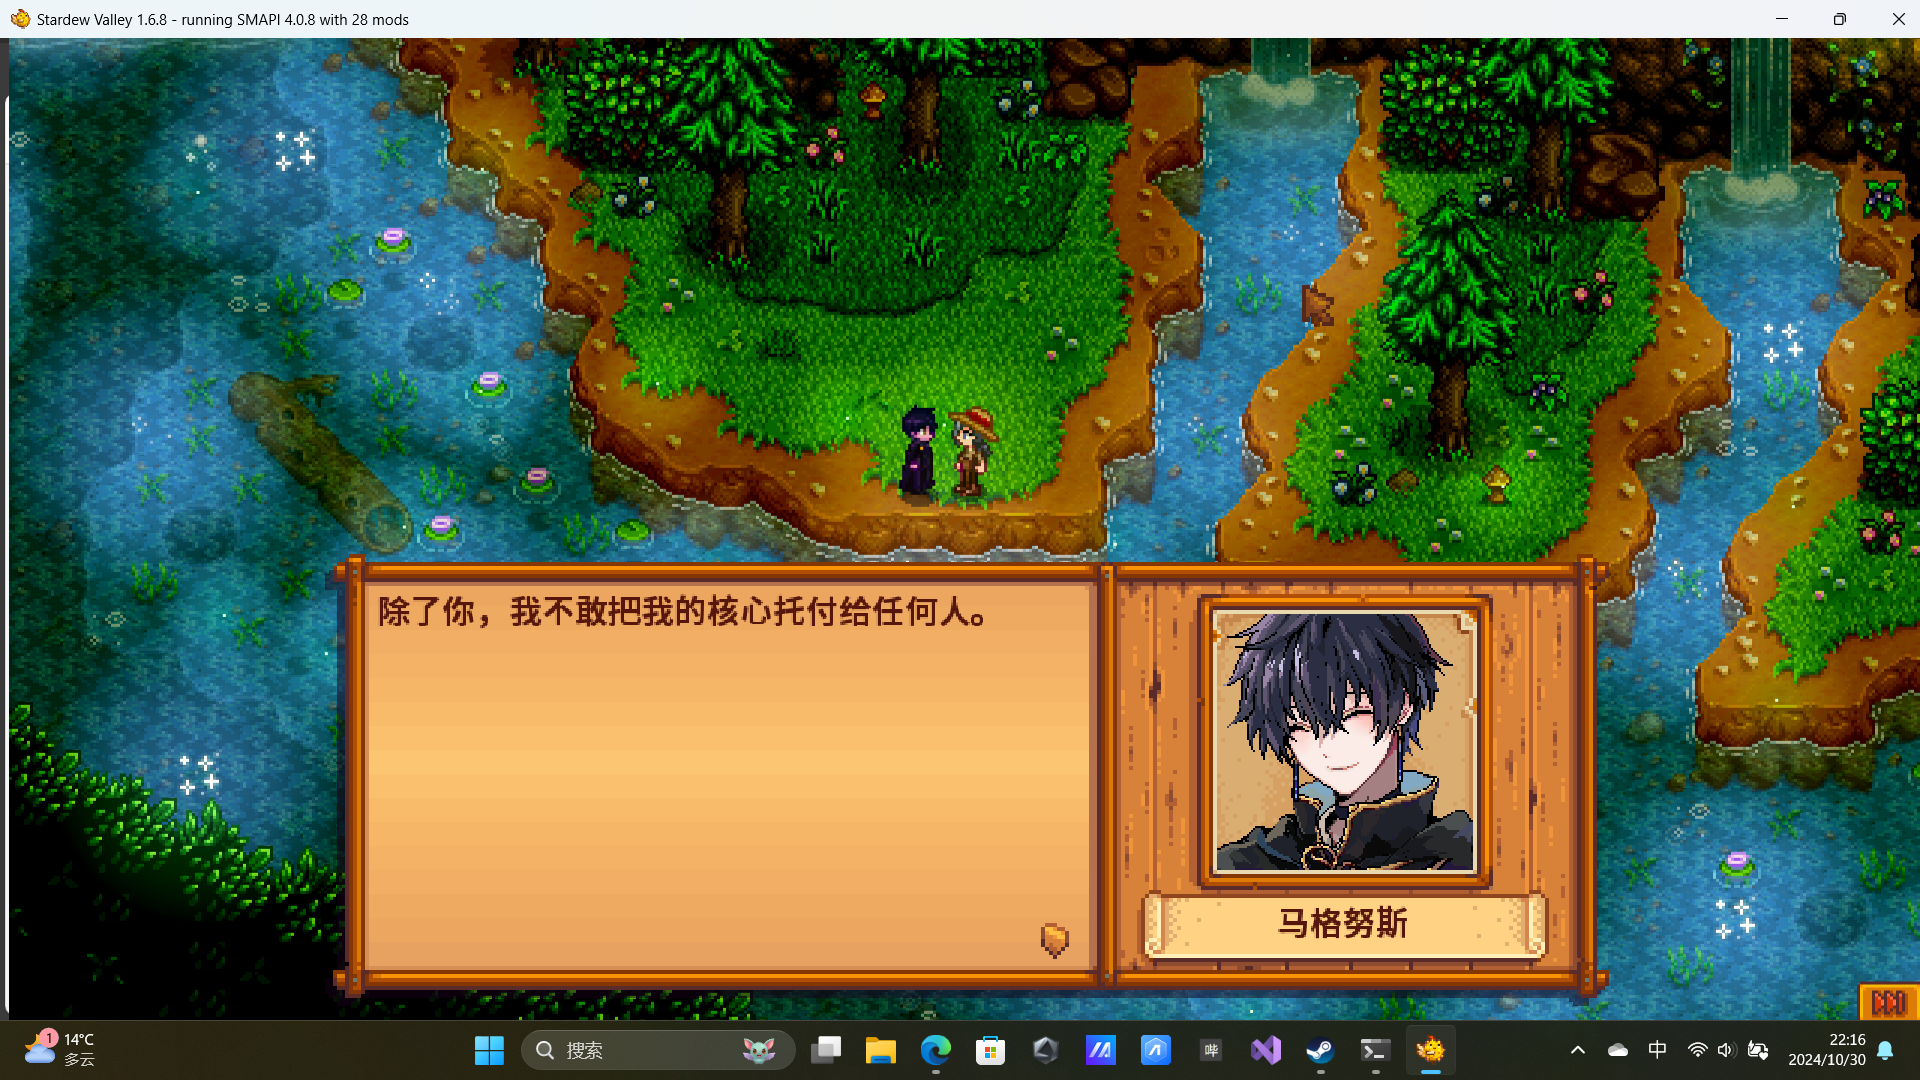 Stardew Valley 1.6.8 - running SMAPI 4.0.8 with 28 mods
除了你，我不敢把我的核心托付给任何人。
马格努斯
1
14°C
多云
搜索
哔
中
22:16
2024/10/30